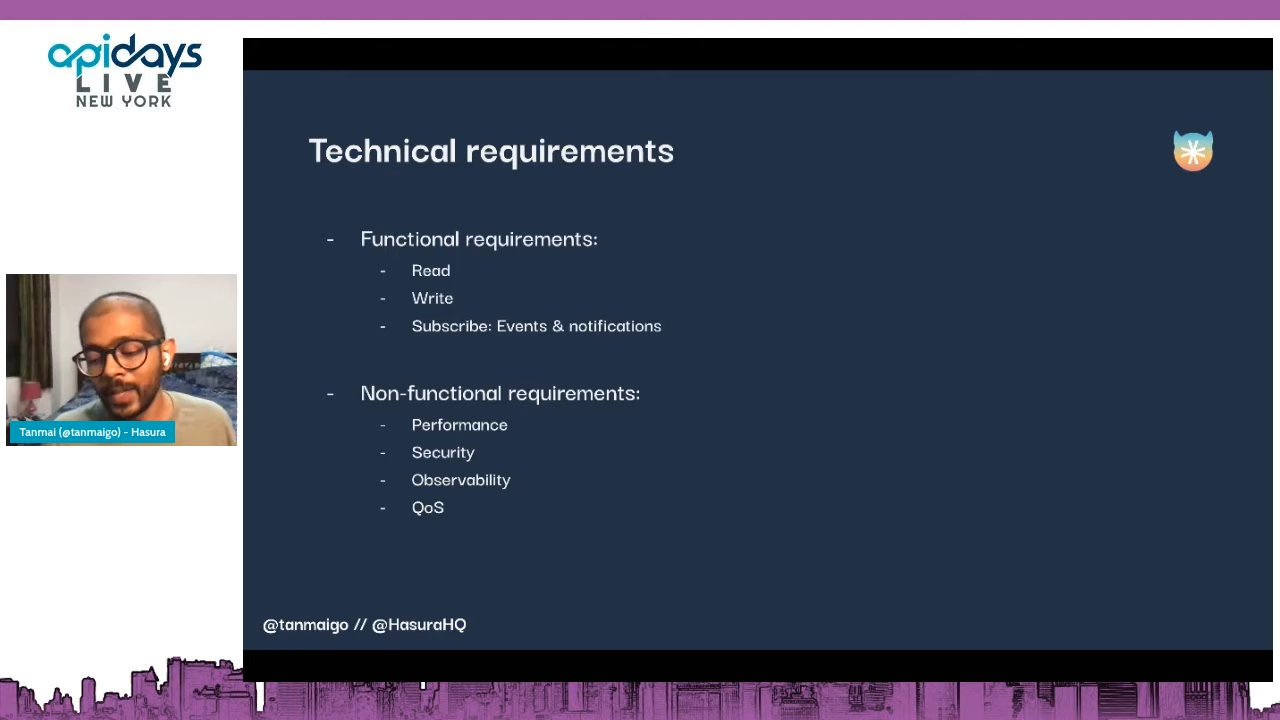 apidays
LIVE
NEW YORK
Technical requirements
- Functional requirements:
- Read
- Write
- Subscribe: Events & notifications
- Non-functional requirements:
- Performance
- Security
- Observability
- QoS
Tanmai (@tanmaigo) - Hasura
@tanmaigo // @HasuraHQ